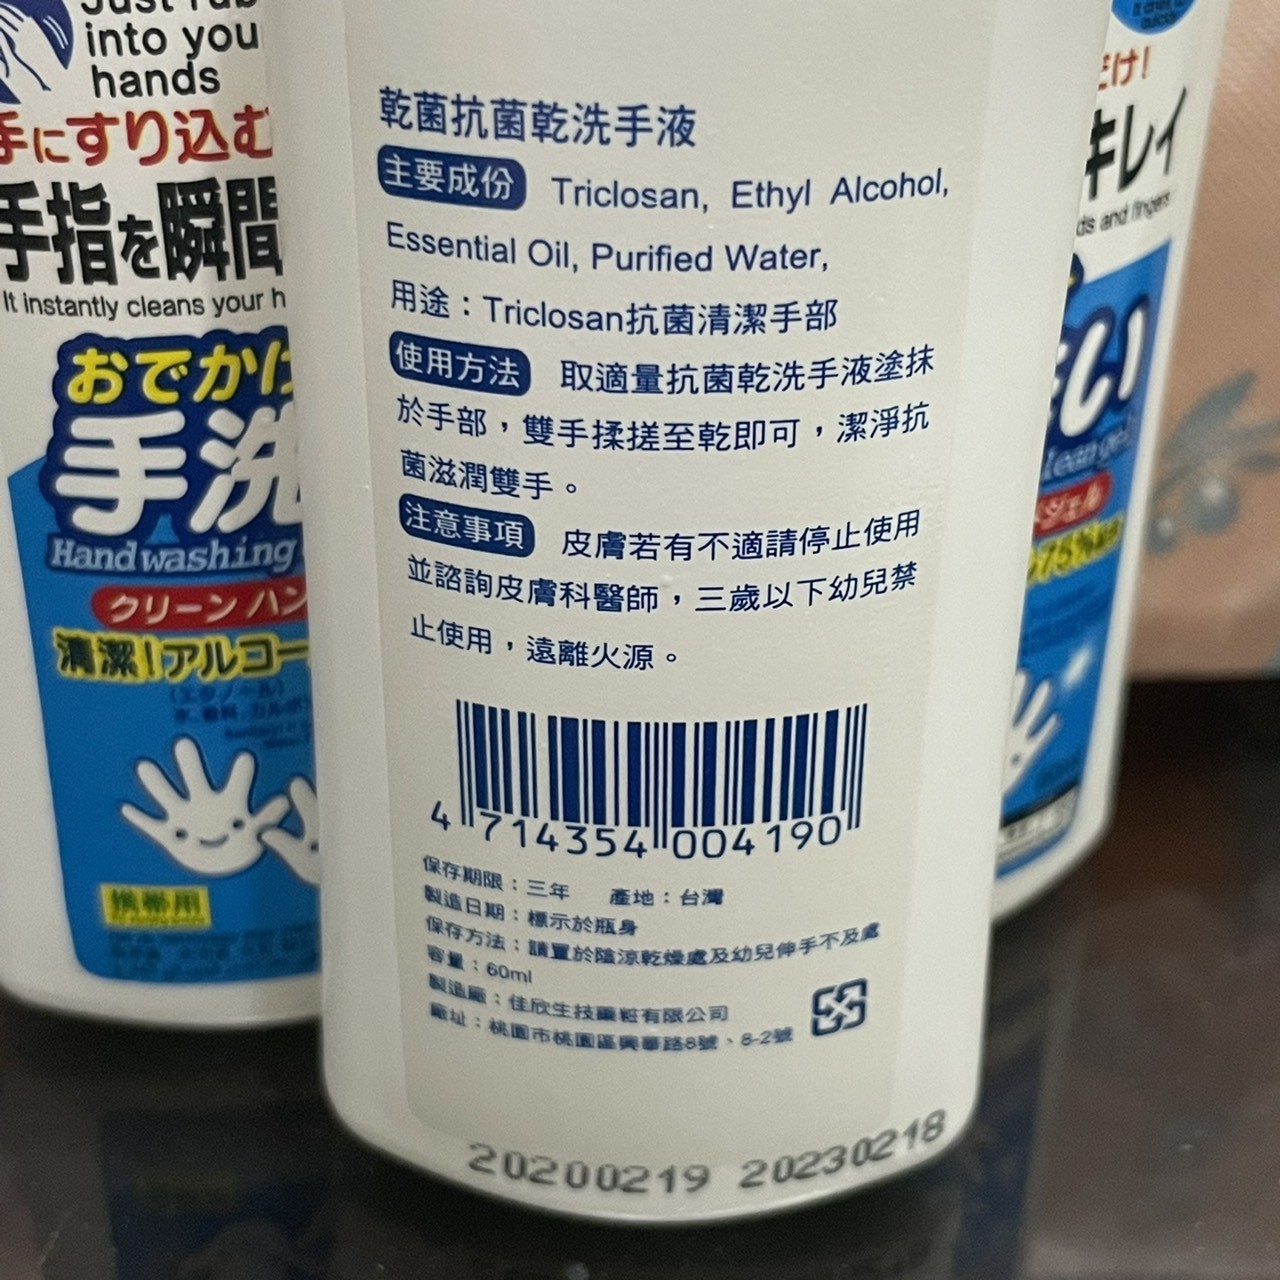 into you
hands
手にすり込む
手指を瞬間
It instantly cleans your h
おでかけ
手洗
Handwashing
クリーンハン
清潔!アルコー
(エタノール)
携帯用
乾菌抗菌乾洗手液
主要成份 Triclosan, Ethyl Alcohol,
Essential Oil, Purified Water,
用途：Triclosan抗菌清潔手部
使用方法 取適量抗菌乾洗手液塗抹
於手部，雙手揉搓至乾即可，潔淨抗
菌滋潤雙手。
注意事項 皮膚若有不適請停止使用
並諮詢皮膚科醫師，三歲以下幼兒禁
止使用，遠離火源。
4 714354 004190
保存期限：三年 產地：台灣
製造日期：標示於瓶身
保存方法：請置於陰涼乾燥處及幼兒伸手不及處
容量：60ml
製造廠：佳欣生技藥粧有限公司
廠址：桃園市桃園區興華路8號、8-2號
20200219 20230218
だけ!
キレイ
ds and fingers
い
ジェル
75%